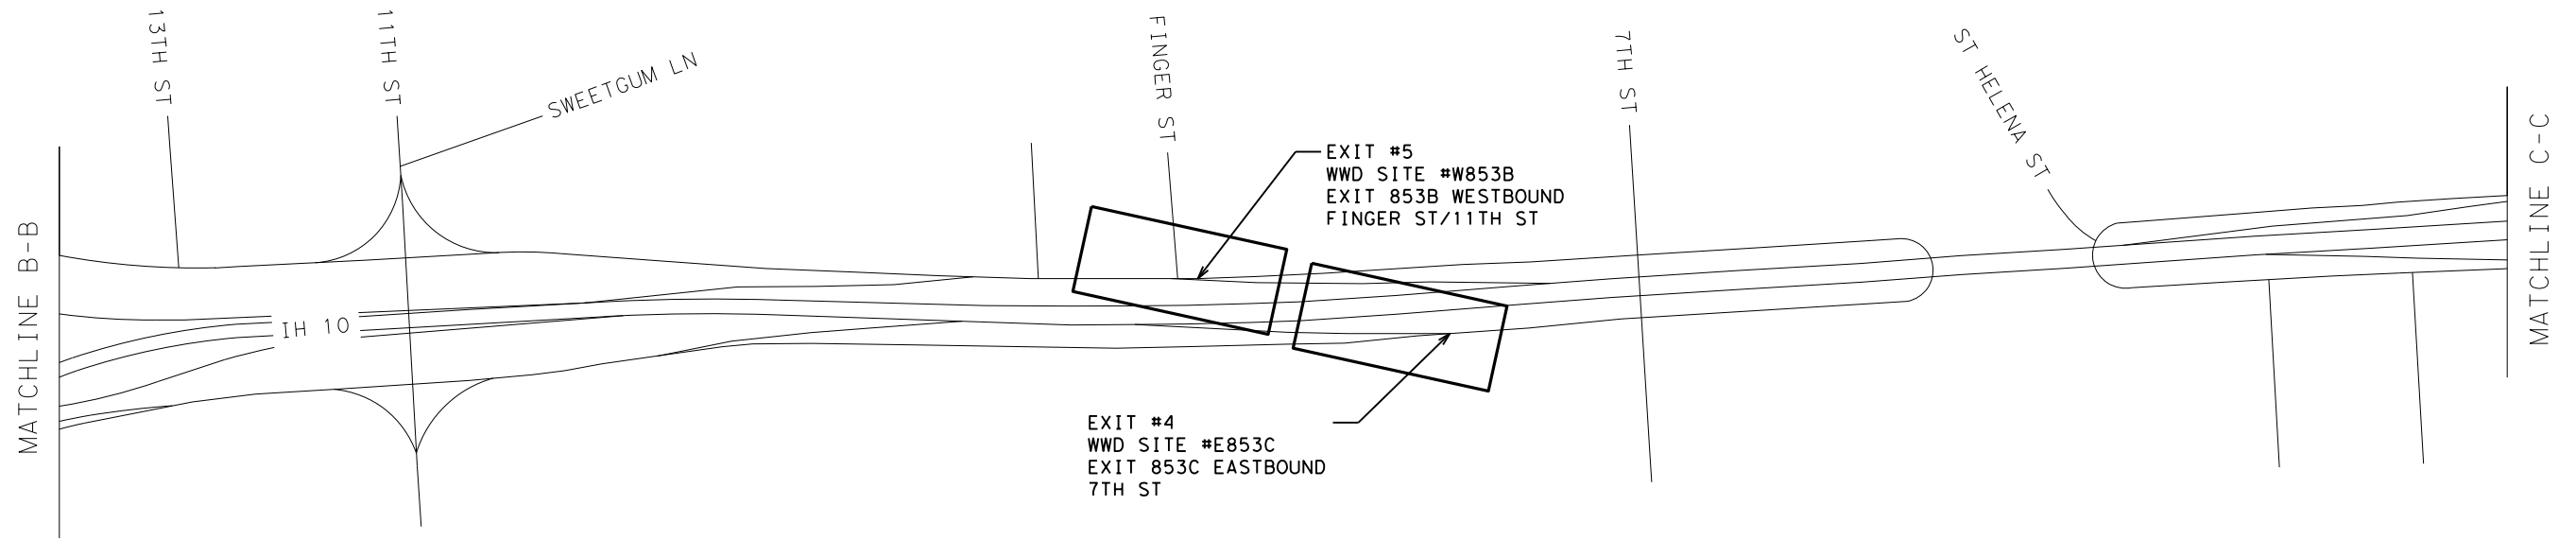 MATCHLINE B-B
13TH ST
11TH ST
SWEETGUM LN
IH 10
FINGER ST
EXIT #5
WWD SITE #W853B
EXIT 853B WESTBOUND
FINGER ST/11TH ST
EXIT #4
WWD SITE #E853C
EXIT 853C EASTBOUND
7TH ST
7TH ST
ST HELENA ST
MATCHLINE C-C